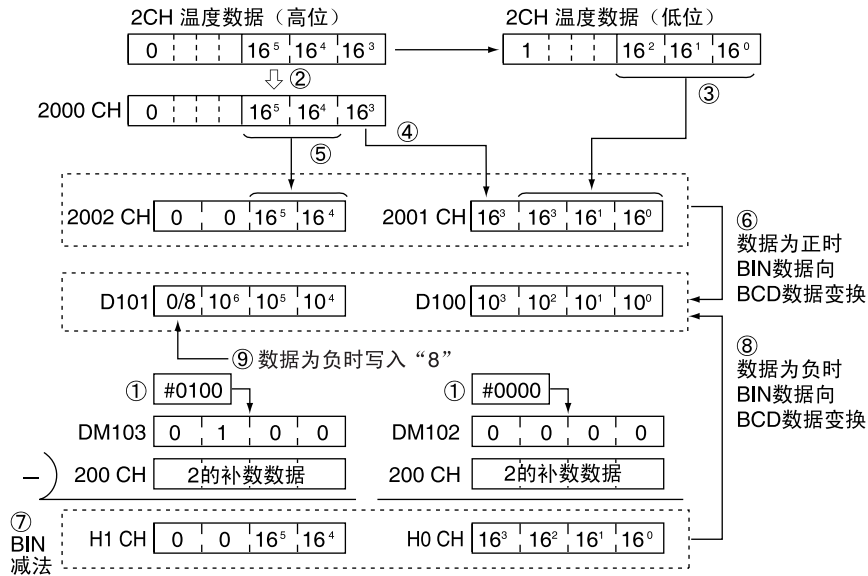 2CH 温度数据（高位） 2CH 温度数据（低位）
0 16⁵ 16⁴ 16³ 1 16² 16¹ 16⁰
② ③
2000 CH 0 16⁵ 16⁴ 16³
④
⑤
2002 CH 0 0 16⁵ 16⁴ 2001 CH 16³ 16³ 16¹ 16⁰
⑥
数据为正时
BIN数据向
BCD数据变换
D101 0/8 10⁶ 10⁵ 10⁴ D100 10³ 10² 10¹ 10⁰
⑨ 数据为负时写入“8”
⑧
数据为负时
BIN数据向
BCD数据变换
① #0100 ① #0000
DM103 0 1 0 0 DM102 0 0 0 0
— 200 CH 2的补数数据 200 CH 2的补数数据
⑦
BIN
减法
H1 CH 0 0 16⁵ 16⁴ H0 CH 16³ 16² 16¹ 16⁰